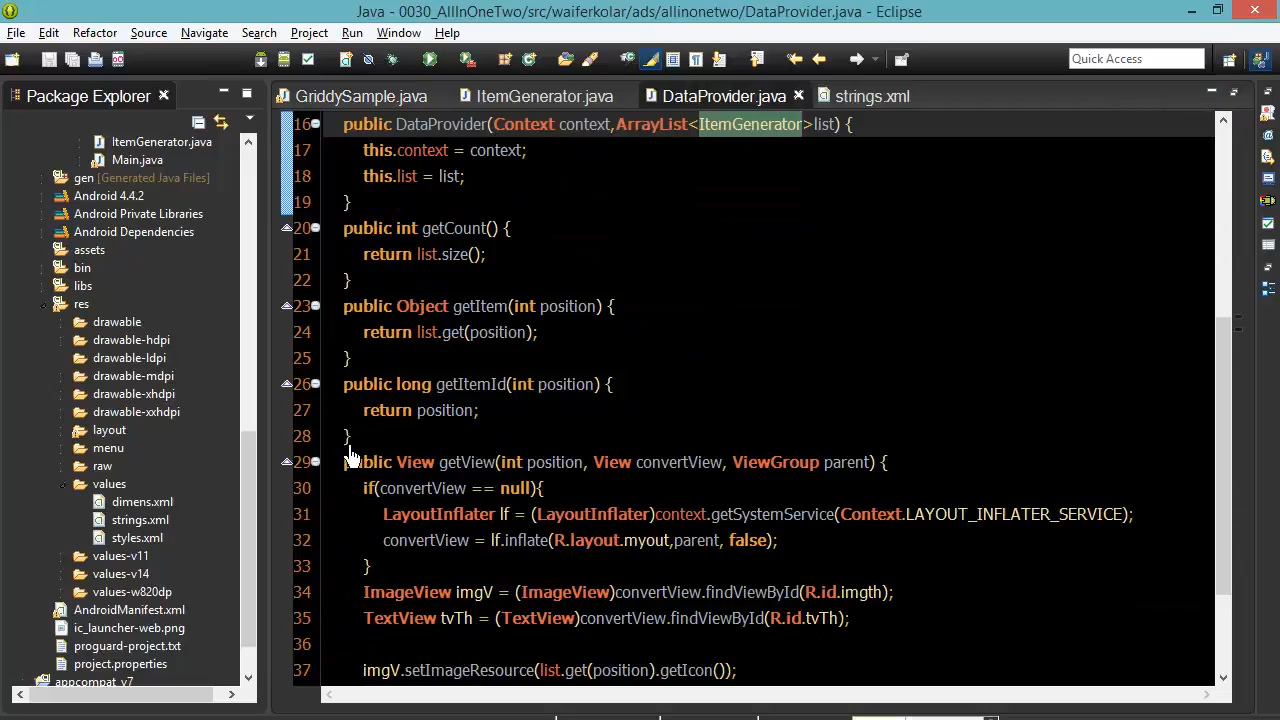 Java - 0030_AllInOneTwo/src/waiferkolar/ads/allinonetwo/DataProvider.java - Eclipse
File Edit Refactor Source Navigate Search Project Run Window Help
Quick Access
Package Explorer
GriddySample.java ItemGenerator.java DataProvider.java strings.xml
ItemGenerator.java
Main.java
gen [Generated Java Files]
Android 4.4.2
Android Private Libraries
Android Dependencies
assets
bin
libs
res
drawable
drawable-hdpi
drawable-ldpi
drawable-mdpi
drawable-xhdpi
drawable-xxhdpi
layout
menu
raw
values
dimens.xml
strings.xml
styles.xml
values-v11
values-v14
values-w820dp
AndroidManifest.xml
ic_launcher-web.png
proguard-project.txt
project.properties
appcompat_v7
16 public DataProvider(Context context,ArrayList<ItemGenerator>list) {
17 this.context = context;
18 this.list = list;
19 }
20 public int getCount() {
21 return list.size();
22 }
23 public Object getItem(int position) {
24 return list.get(position);
25 }
26 public long getItemId(int position) {
27 return position;
28 }
29 public View getView(int position, View convertView, ViewGroup parent) {
30 if(convertView == null){
31 LayoutInflater lf = (LayoutInflater)context.getSystemService(Context.LAYOUT_INFLATER_SERVICE);
32 convertView = lf.inflate(R.layout.myout,parent, false);
33 }
34 ImageView imgV = (ImageView)convertView.findViewById(R.id.imgth);
35 TextView tvTh = (TextView)convertView.findViewById(R.id.tvTh);
36
37 imgV.setImageResource(list.get(position).getIcon());